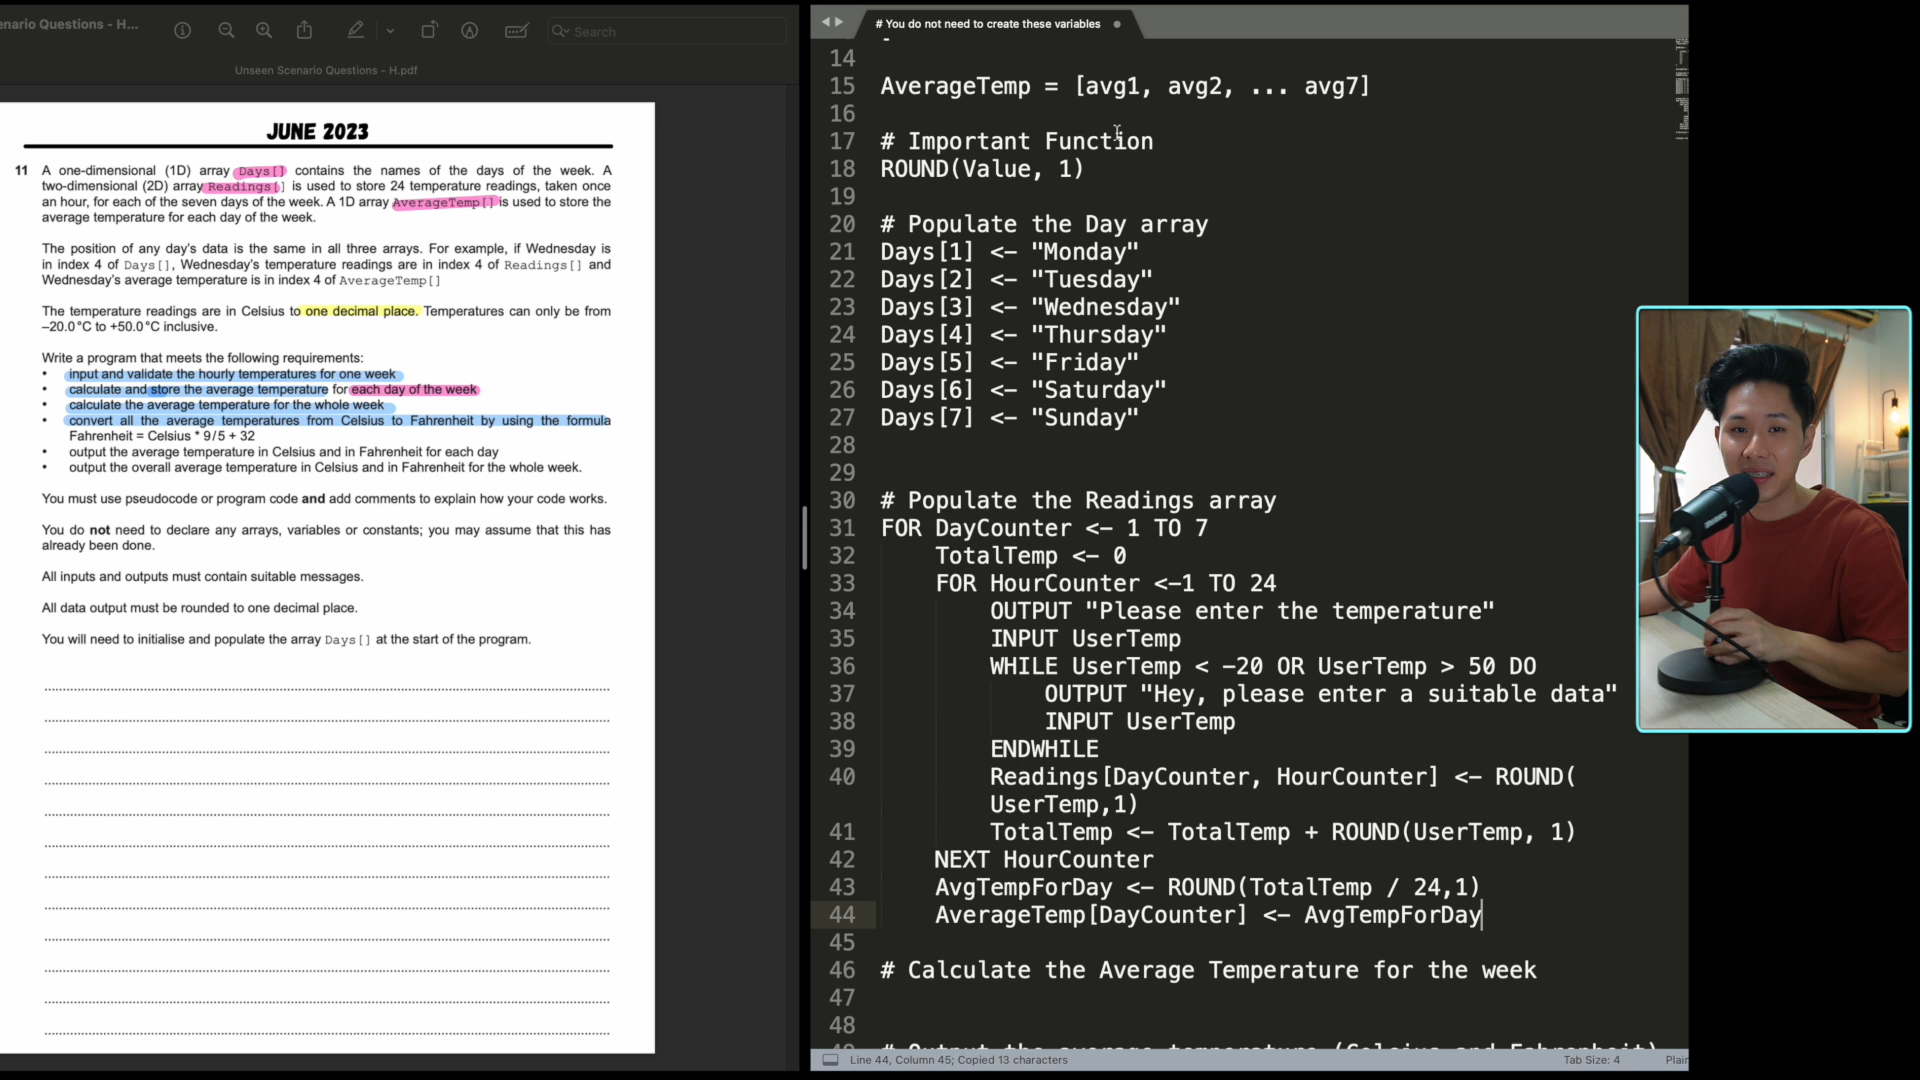 enario Questions - H...
Search
Unseen Scenario Questions - H.pdf
JUNE 2023
11 A one-dimensional (1D) array Days[] contains the names of the days of the week. A
two-dimensional (2D) array Readings[] is used to store 24 temperature readings, taken once
an hour, for each of the seven days of the week. A 1D array AverageTemp[] is used to store the
average temperature for each day of the week.
The position of any day's data is the same in all three arrays. For example, if Wednesday is
in index 4 of Days[], Wednesday's temperature readings are in index 4 of Readings[] and
Wednesday's average temperature is in index 4 of AverageTemp[]
The temperature readings are in Celsius to one decimal place. Temperatures can only be from
–20.0°C to +50.0°C inclusive.
Write a program that meets the following requirements:
• input and validate the hourly temperatures for one week
• calculate and store the average temperature for each day of the week
• calculate the average temperature for the whole week
• convert all the average temperatures from Celsius to Fahrenheit by using the formula
Fahrenheit = Celsius * 9/5 + 32
• output the average temperature in Celsius and in Fahrenheit for each day
• output the overall average temperature in Celsius and in Fahrenheit for the whole week.
You must use pseudocode or program code and add comments to explain how your code works.
You do not need to declare any arrays, variables or constants; you may assume that this has
already been done.
All inputs and outputs must contain suitable messages.
All data output must be rounded to one decimal place.
You will need to initialise and populate the array Days[] at the start of the program.
# You do not need to create these variables
14
15 AverageTemp = [avg1, avg2, ... avg7]
16
17 # Important Function
18 ROUND(Value, 1)
19
20 # Populate the Day array
21 Days[1] <- "Monday"
22 Days[2] <- "Tuesday"
23 Days[3] <- "Wednesday"
24 Days[4] <- "Thursday"
25 Days[5] <- "Friday"
26 Days[6] <- "Saturday"
27 Days[7] <- "Sunday"
28
29
30 # Populate the Readings array
31 FOR DayCounter <- 1 TO 7
32 TotalTemp <- 0
33 FOR HourCounter <-1 TO 24
34 OUTPUT "Please enter the temperature"
35 INPUT UserTemp
36 WHILE UserTemp < -20 OR UserTemp > 50 DO
37 OUTPUT "Hey, please enter a suitable data"
38 INPUT UserTemp
39 ENDWHILE
40 Readings[DayCounter, HourCounter] <- ROUND(
UserTemp,1)
41 TotalTemp <- TotalTemp + ROUND(UserTemp, 1)
42 NEXT HourCounter
43 AvgTempForDay <- ROUND(TotalTemp / 24,1)
44 AverageTemp[DayCounter] <- AvgTempForDay
45
46 # Calculate the Average Temperature for the week
47
48
# Output the average temperature (Celsius and Fahrenheit)
Line 44, Column 45; Copied 13 characters
Tab Size: 4
Plain